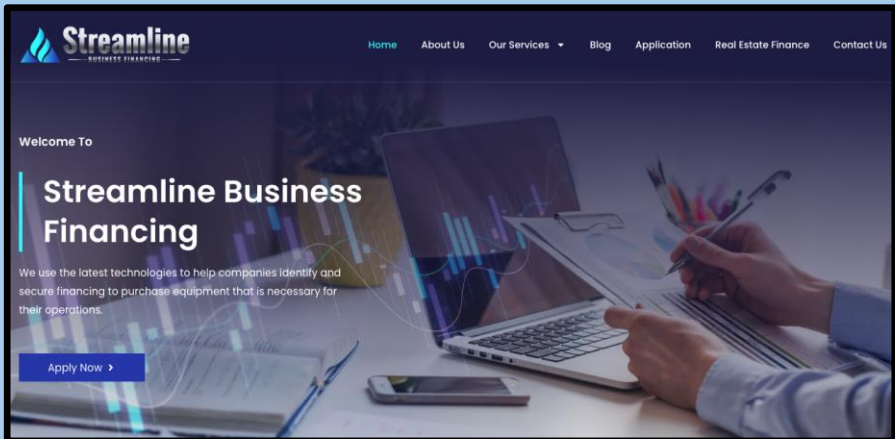 Streamline
BUSINESS FINANCING
Home About Us Our Services Blog Application Real Estate Finance Contact Us
Welcome To
Streamline Business
Financing
We use the latest technologies to help companies identify and
secure financing to purchase equipment that is necessary for
their operations.
Apply Now